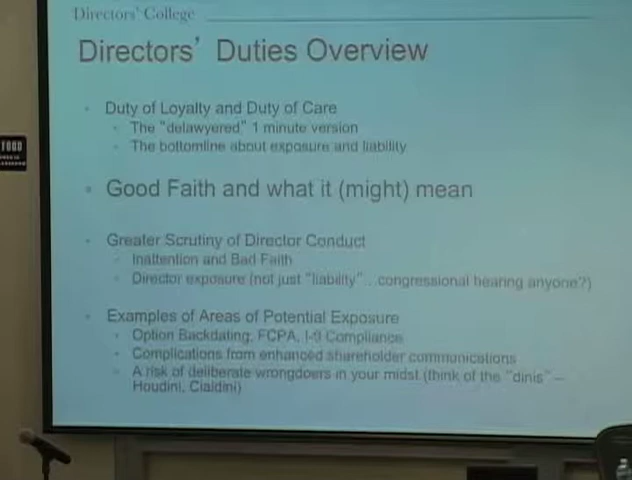 Directors' College
Directors' Duties Overview
Duty of Loyalty and Duty of Care
The "delawyered" 1 minute version
The bottomline about exposure and liability
Good Faith and what it (might) mean
Greater Scrutiny of Director Conduct
Inattention and Bad Faith
Director exposure (not just "liability"... congressional hearing anyone?)
Examples of Areas of Potential Exposure
Option Backdating, FCPA, I-9 Compliance
Complications from enhanced shareholder communications
A risk of deliberate wrongdoers in your midst (think of the "dinis" –
Houdini, Cialdini)